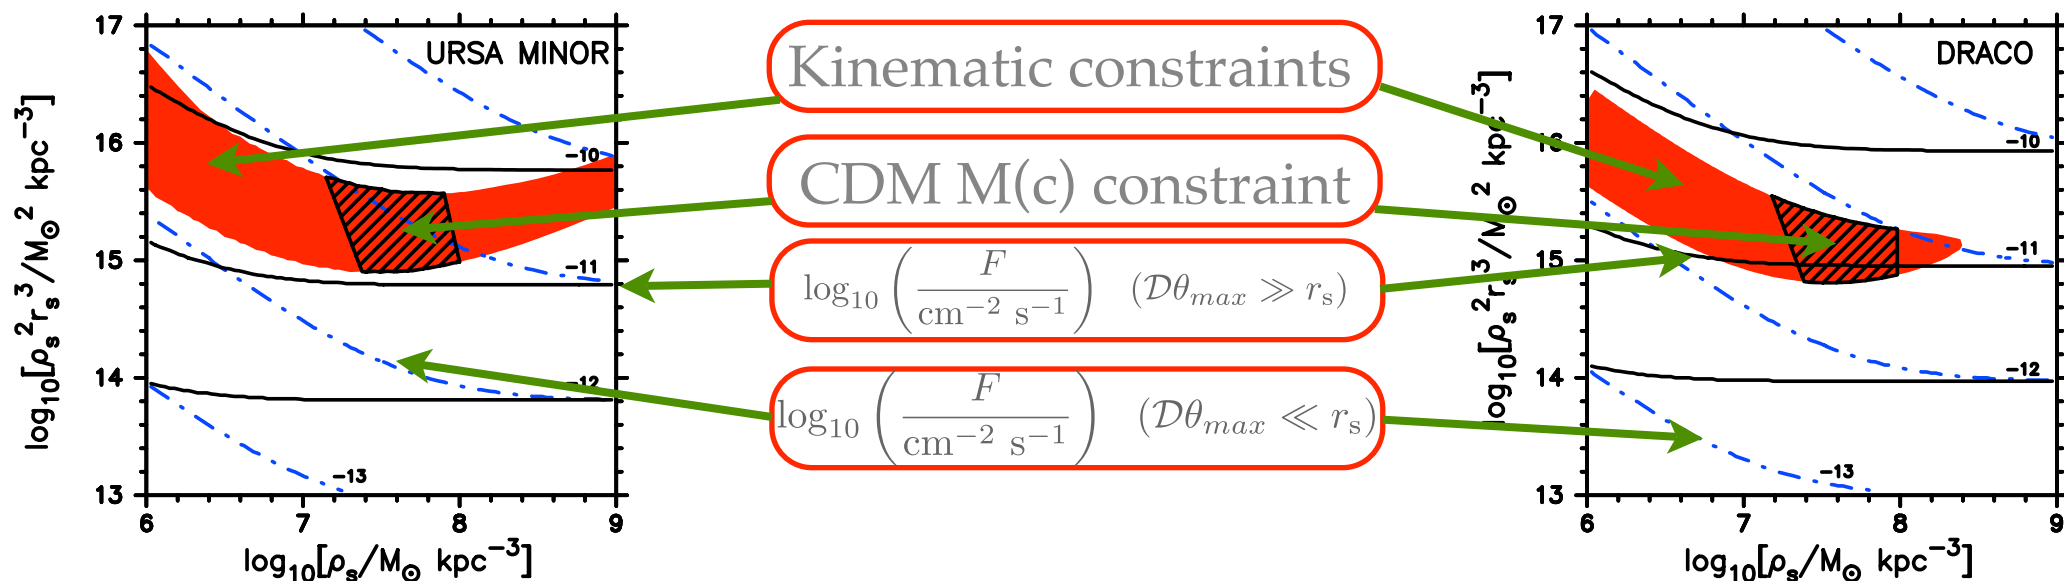 URSA MINOR
17
16
15
14
13
6
7
8
9
-10
-11
-12
-13
log₁₀[ρₛ²rₛ³/M⊙² kpc⁻³]
log₁₀[ρₛ/M⊙ kpc⁻³]
Kinematic constraints
CDM M(c) constraint
log₁₀ (F / cm⁻² s⁻¹) (𝒟θₘₐₓ ≫ rₛ)
log₁₀ (F / cm⁻² s⁻¹) (𝒟θₘₐₓ ≪ rₛ)
DRACO
17
16
15
14
13
6
7
8
9
-10
-11
-12
-13
log₁₀[ρₛ²rₛ³/M⊙² kpc⁻³]
log₁₀[ρₛ/M⊙ kpc⁻³]